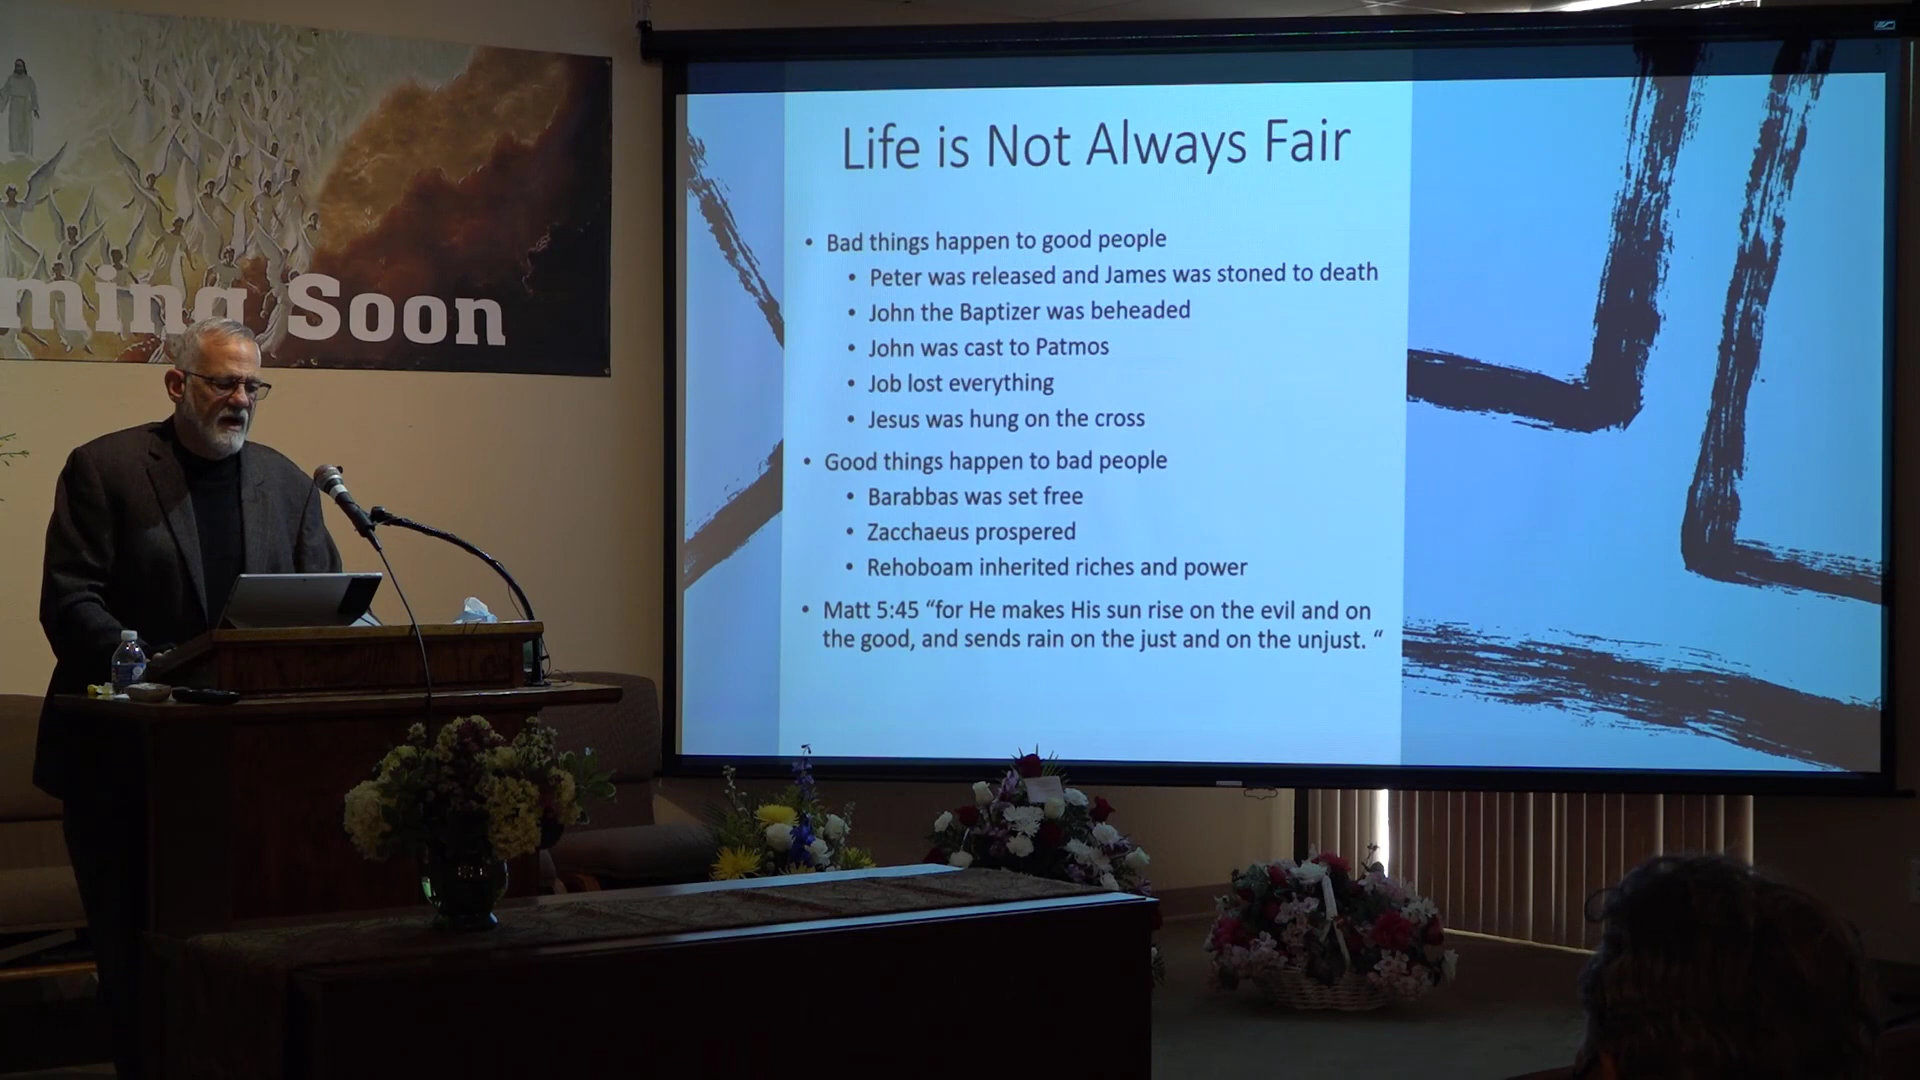 ming Soon
Life is Not Always Fair
• Bad things happen to good people
• Peter was released and James was stoned to death
• John the Baptizer was beheaded
• John was cast to Patmos
• Job lost everything
• Jesus was hung on the cross
• Good things happen to bad people
• Barabbas was set free
• Zacchaeus prospered
• Rehoboam inherited riches and power
• Matt 5:45 “for He makes His sun rise on the evil and on
the good, and sends rain on the just and on the unjust. “